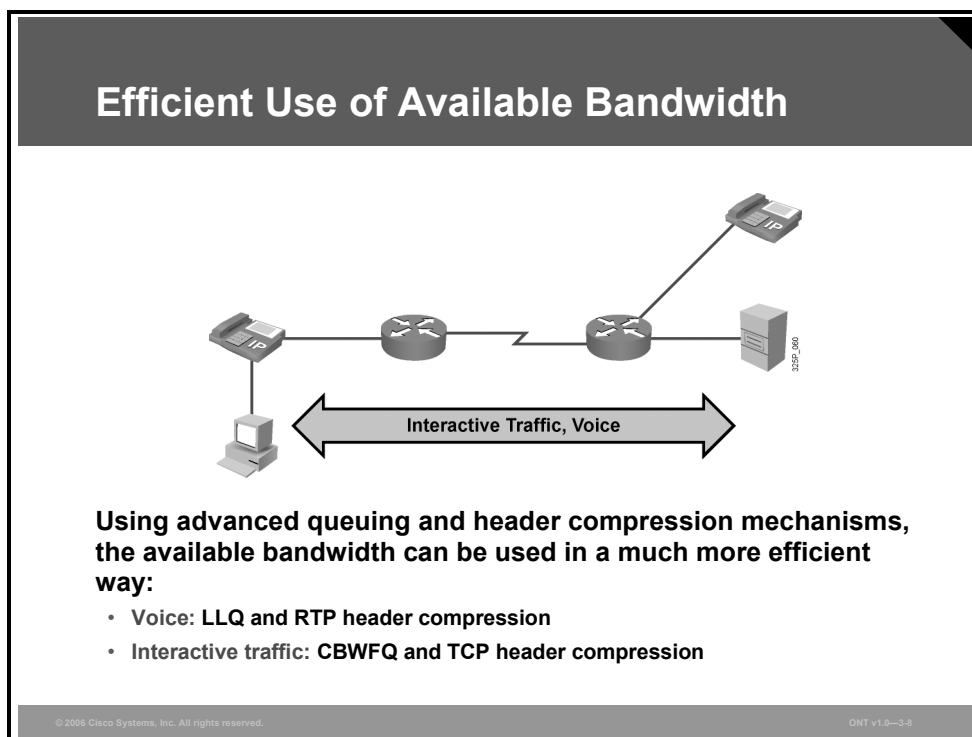 Efficient Use of Available Bandwidth
IP
IP
325P_060
Interactive Traffic, Voice
Using advanced queuing and header compression mechanisms,
the available bandwidth can be used in a much more efficient
way:
• Voice: LLQ and RTP header compression
• Interactive traffic: CBWFQ and TCP header compression
© 2006 Cisco Systems, Inc. All rights reserved.
ONT v1.0—3-8